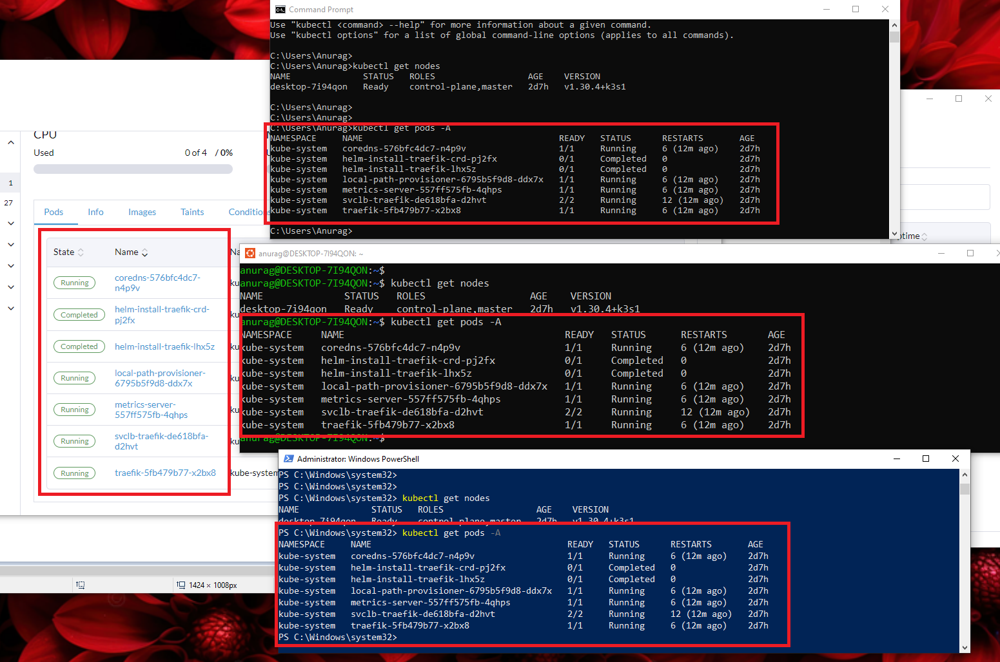 Command Prompt
Use "kubectl <command> --help" for more information about a given command.
Use "kubectl options" for a list of global command-line options (applies to all commands).
C:\Users\Anurag>
C:\Users\Anurag>kubectl get nodes
NAME STATUS ROLES AGE VERSION
desktop-7i94qon Ready control-plane,master 2d7h v1.30.4+k3s1
C:\Users\Anurag>
C:\Users\Anurag>
C:\Users\Anurag>kubectl get pods -A
NAMESPACE NAME READY STATUS RESTARTS AGE
kube-system coredns-576bfc4dc7-n4p9v 1/1 Running 6 (12m ago) 2d7h
kube-system helm-install-traefik-crd-pj2fx 0/1 Completed 0 2d7h
kube-system helm-install-traefik-lhx5z 0/1 Completed 0 2d7h
kube-system local-path-provisioner-6795b5f9d8-ddx7x 1/1 Running 6 (12m ago) 2d7h
kube-system metrics-server-557ff575fb-4qhps 1/1 Running 6 (12m ago) 2d7h
kube-system svclb-traefik-de618bfa-d2hvt 2/2 Running 12 (12m ago) 2d7h
kube-system traefik-5fb479b77-x2bx8 1/1 Running 6 (12m ago) 2d7h
C:\Users\Anurag>
CPU
Used 0 of 4 / 0%
1
27
Pods Info Images Taints Condition
State Name Na
Running coredns-576bfc4dc7-
n4p9v
ku
Completed helm-install-traefik-crd-
pj2fx
ku
Completed helm-install-traefik-lhx5z ku
Running local-path-provisioner-
6795b5f9d8-ddx7x
ku
Running metrics-server-
557ff575fb-4qhps
ku
Running svclb-traefik-de618bfa-
d2hvt
ku
Running traefik-5fb479b77-x2bx8 kube-system
ptime
anurag@DESKTOP-7I94QON: ~
anurag@DESKTOP-7I94QON:~$
anurag@DESKTOP-7I94QON:~$ kubectl get nodes
NAME STATUS ROLES AGE VERSION
desktop-7i94qon Ready control-plane,master 2d7h v1.30.4+k3s1
anurag@DESKTOP-7I94QON:~$ kubectl get pods -A
NAMESPACE NAME READY STATUS RESTARTS AGE
kube-system coredns-576bfc4dc7-n4p9v 1/1 Running 6 (12m ago) 2d7h
kube-system helm-install-traefik-crd-pj2fx 0/1 Completed 0 2d7h
kube-system helm-install-traefik-lhx5z 0/1 Completed 0 2d7h
kube-system local-path-provisioner-6795b5f9d8-ddx7x 1/1 Running 6 (12m ago) 2d7h
kube-system metrics-server-557ff575fb-4qhps 1/1 Running 6 (12m ago) 2d7h
kube-system svclb-traefik-de618bfa-d2hvt 2/2 Running 12 (12m ago) 2d7h
kube-system traefik-5fb479b77-x2bx8 1/1 Running 6 (12m ago) 2d7h
anurag@DESKTOP-7I94QON:~$
Administrator: Windows PowerShell
PS C:\Windows\system32>
PS C:\Windows\system32>
PS C:\Windows\system32> kubectl get nodes
NAME STATUS ROLES AGE VERSION
desktop-7i94qon Ready control-plane,master 2d7h v1.30.4+k3s1
PS C:\Windows\system32> kubectl get pods -A
NAMESPACE NAME READY STATUS RESTARTS AGE
kube-system coredns-576bfc4dc7-n4p9v 1/1 Running 6 (12m ago) 2d7h
kube-system helm-install-traefik-crd-pj2fx 0/1 Completed 0 2d7h
kube-system helm-install-traefik-lhx5z 0/1 Completed 0 2d7h
kube-system local-path-provisioner-6795b5f9d8-ddx7x 1/1 Running 6 (12m ago) 2d7h
kube-system metrics-server-557ff575fb-4qhps 1/1 Running 6 (12m ago) 2d7h
kube-system svclb-traefik-de618bfa-d2hvt 2/2 Running 12 (12m ago) 2d7h
kube-system traefik-5fb479b77-x2bx8 1/1 Running 6 (12m ago) 2d7h
PS C:\Windows\system32>
1424 × 1008px